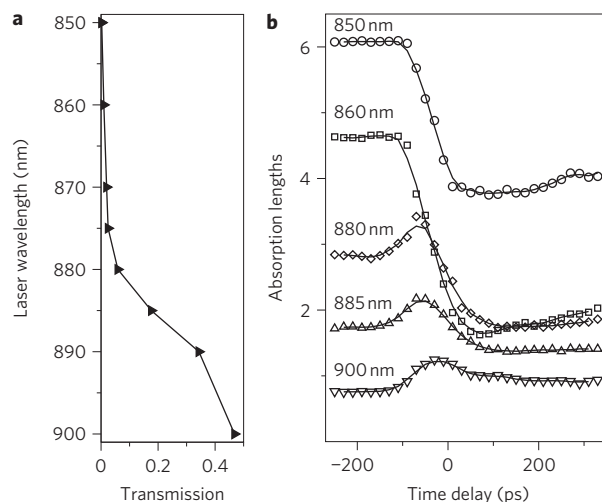 a
850
860
870
880
890
900
Laser wavelength (nm)
0
0.2
0.4
Transmission
b
6
4
2
Absorption lengths
850 nm
860 nm
880 nm
885 nm
900 nm
−200
0
200
Time delay (ps)